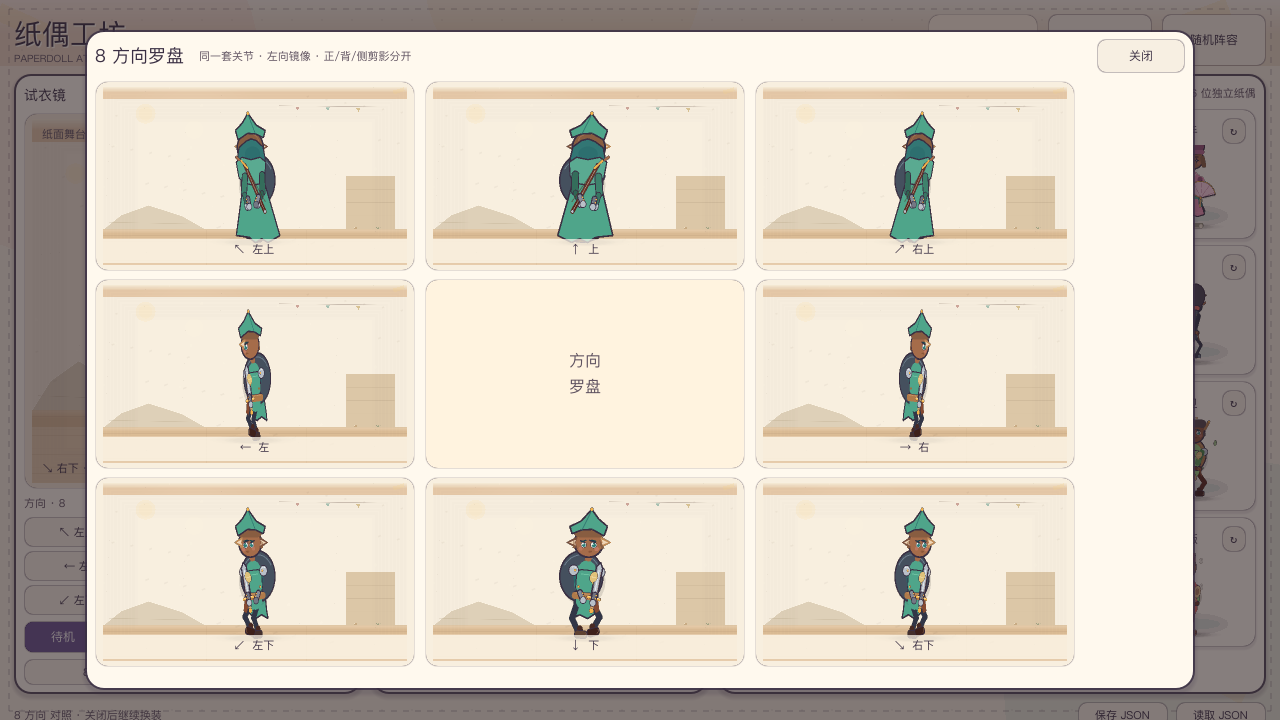 纸偶工坊
PAPERDOLL A
随机阵容
8 方向罗盘
同一套关节 · 左向镜像 · 正/背/侧剪影分开
关闭
试衣镜
位独立纸偶
纸面舞台
↻
↖ 左上
↑ 上
↗ 右上
↻
方向
罗盘
← 左
→ 右
↻
↘ 右下
方向 · 8
↖ 左
← 
↙ 左
↻
待机
↙ 左下
↓ 下
↘ 右下
8 方向 对照 · 关闭后继续换装
保存 JSON
读取 JSON